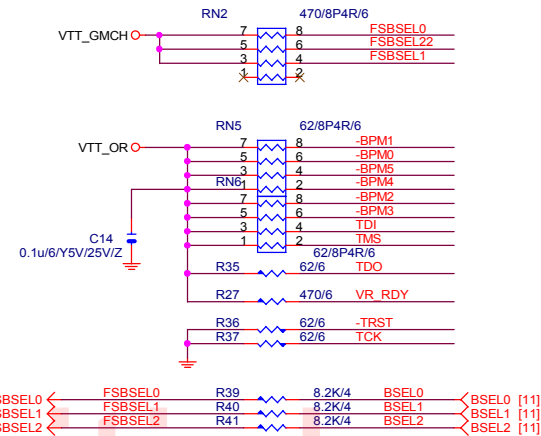 RN2 470/8P4R/6
VTT_GMCH 7 8 FSBSEL0
5 6 FSBSEL22
3 4 FSBSEL1
1 2
RN5 62/8P4R/6
VTT_OR 7 8 -BPM1
5 6 -BPM0
3 4 -BPM5
RN6 1 2 -BPM4
7 8 -BPM2
5 6 -BPM3
3 4 TDI
1 2 TMS
C14
0.1u/6/Y5V/25V/Z
62/8P4R/6
R35 62/6 TDO
R27 470/6 VR_RDY
R36 62/6 -TRST
R37 62/6 TCK
SBSEL0 FSBSEL0 R39 8.2K/4 BSEL0 BSEL0 [11]
SBSEL1 FSBSEL1 R40 8.2K/4 BSEL1 BSEL1 [11]
SBSEL2 FSBSEL2 R41 8.2K/4 BSEL2 BSEL2 [11]